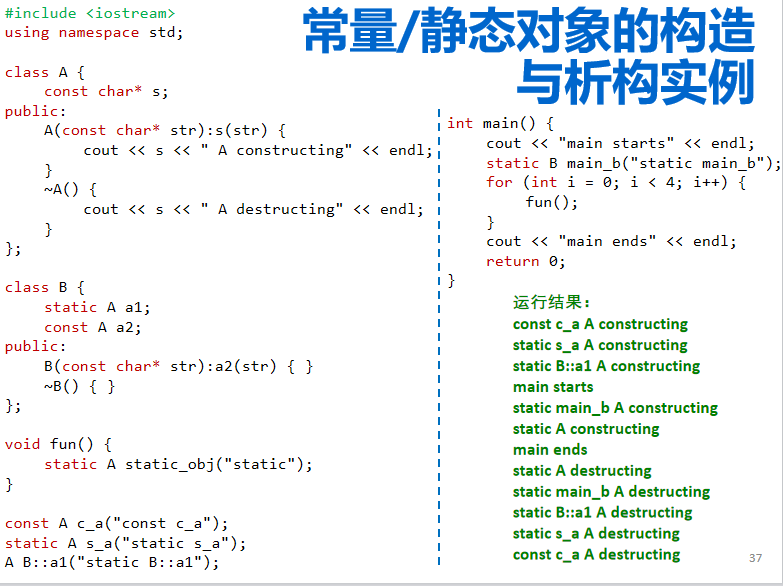 常量/静态对象的构造
与析构实例
#include <iostream>
using namespace std;
class A {
const char* s;
public:
A(const char* str):s(str) {
cout << s << " A constructing" << endl;
}
~A() {
cout << s << " A destructing" << endl;
}
};
class B {
static A a1;
const A a2;
public:
B(const char* str):a2(str) { }
~B() { }
};
void fun() {
static A static_obj("static");
}
const A c_a("const c_a");
static A s_a("static s_a");
A B::a1("static B::a1");
int main() {
cout << "main starts" << endl;
static B main_b("static main_b");
for (int i = 0; i < 4; i++) {
fun();
}
cout << "main ends" << endl;
return 0;
}
运行结果：
const c_a A constructing
static s_a A constructing
static B::a1 A constructing
main starts
static main_b A constructing
static A constructing
main ends
static A destructing
static main_b A destructing
static B::a1 A destructing
static s_a A destructing
const c_a A destructing
37